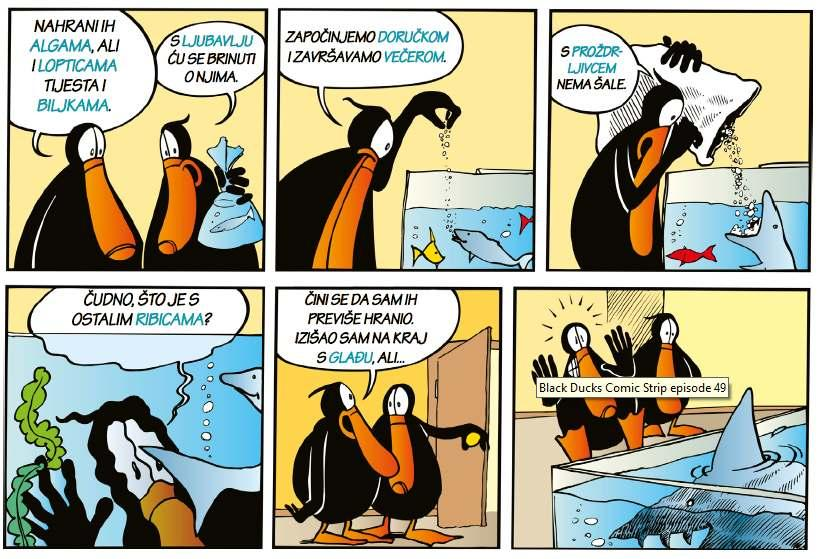 NAHRANI IH
ALGAMA, ALI
I LOPTICAMA
TIJESTA I
BILJKAMA.
S LJUBAVLJU
ĆU SE BRINUTI
O NJIMA.
ZAPOČINJEMO DORUČKOM
I ZAVRŠAVAMO VEČEROM.
S PROŽDR-
LJIVCEM
NEMA ŠALE.
ČUDNO, ŠTO JE S
OSTALIM RIBICAMA?
ČINI SE DA SAM IH
PREVIŠE HRANIO.
IZIŠAO SAM NA KRAJ
S GLAĐU, ALI...
Black Ducks Comic Strip episode 49